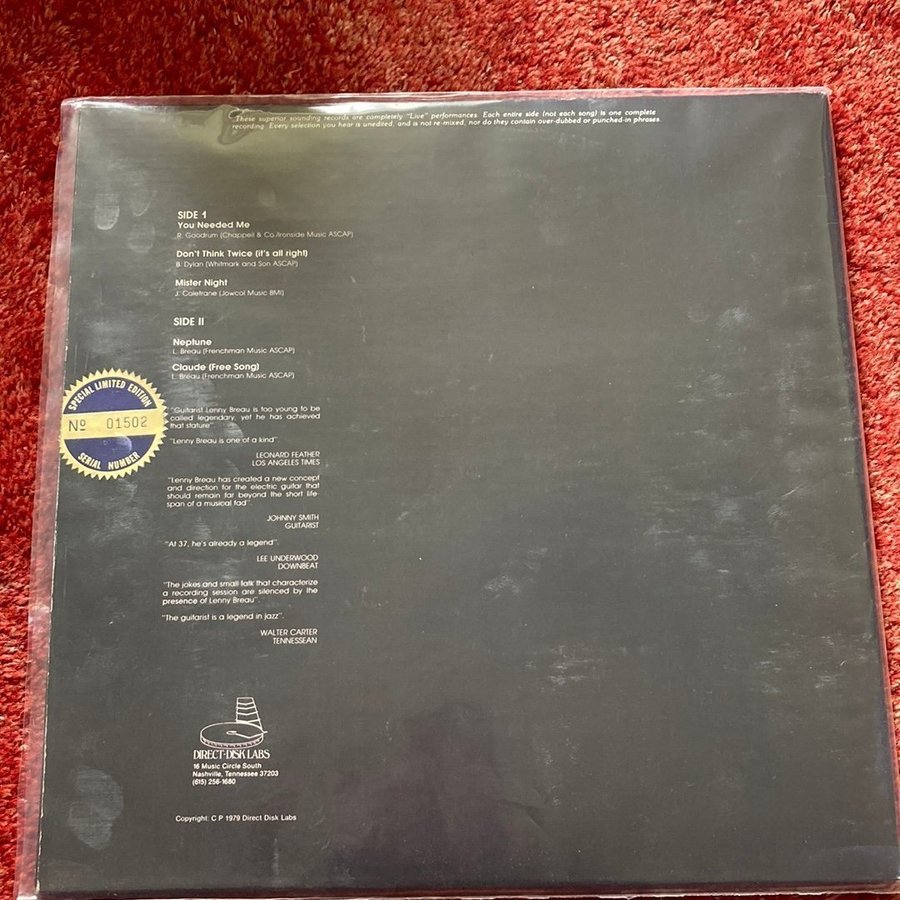 These superior sounding records are completely "Live" performances. Each entire side (not each song) is one complete
recording. Every selection you hear is unedited, and is not re-mixed, nor do they contain over-dubbed or punched-in phrases.
SIDE 1
You Needed Me
R. Goodrum (Chappell & Co./Ironside Music ASCAP)
Don't Think Twice (it's all right)
B. Dylan (Whitmark and Son ASCAP)
Mister Night
J. Caletrane (Jowcol Music BMI)
SIDE II
Neptune
L. Breau (Frenchman Music ASCAP)
Claude (Free Song)
L. Breau (Frenchman Music ASCAP)
SPECIAL LIMITED EDITION
Nº 01502
SERIAL NUMBER
"Guitarist Lenny Breau is too young to be
called legendary, yet he has achieved
that stature"
"Lenny Breau is one of a kind".
LEONARD FEATHER
LOS ANGELES TIMES
"Lenny Breau has created a new concept
and direction for the electric guitar that
should remain far beyond the short life-
span of a musical fad"
JOHNNY SMITH
GUITARIST
"At 37, he's already a legend".
LEE UNDERWOOD
DOWNBEAT
"The jokes and small talk that characterize
a recording session are silenced by the
presence of Lenny Breau".
"The guitarist is a legend in jazz".
WALTER CARTER
TENNESSEAN
DIRECT-DISK LABS
16 Music Circle South
Nashville, Tennessee 37203
(615) 256-1680
Copyright: C P 1979 Direct Disk Labs